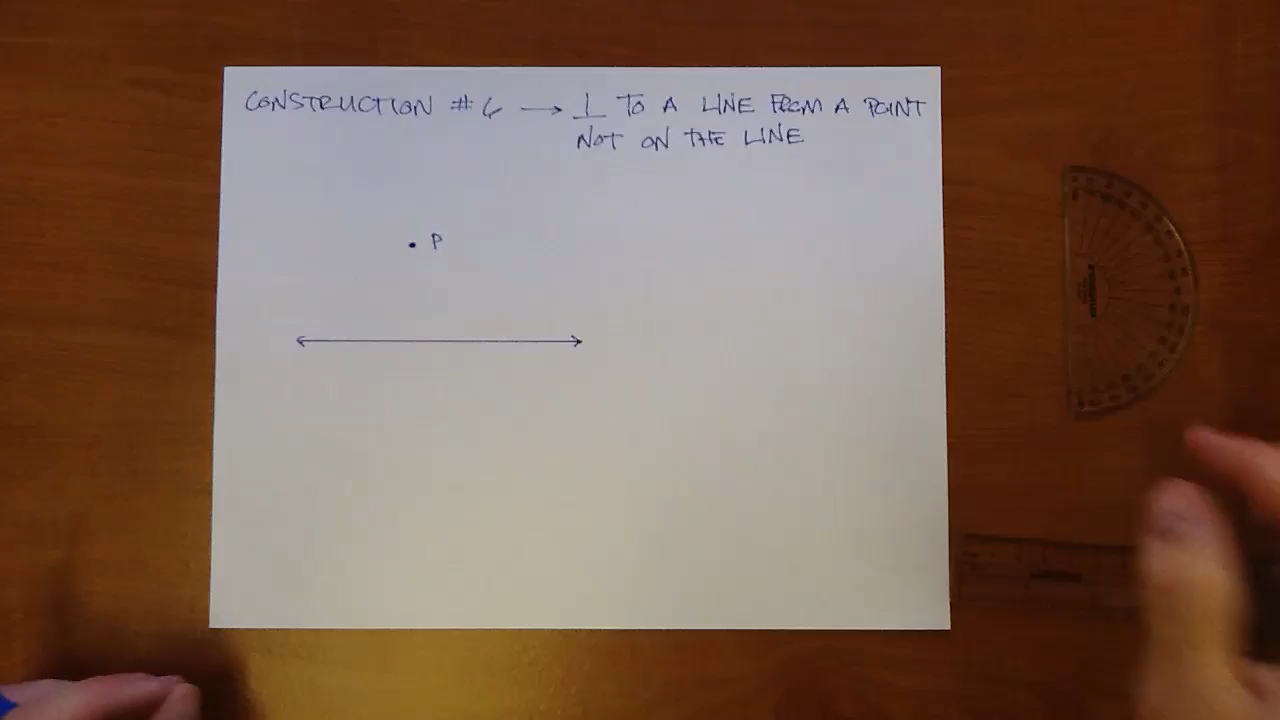 CONSTRUCTION #6 → ⊥ TO A LINE FROM A POINT
NOT ON THE LINE
P